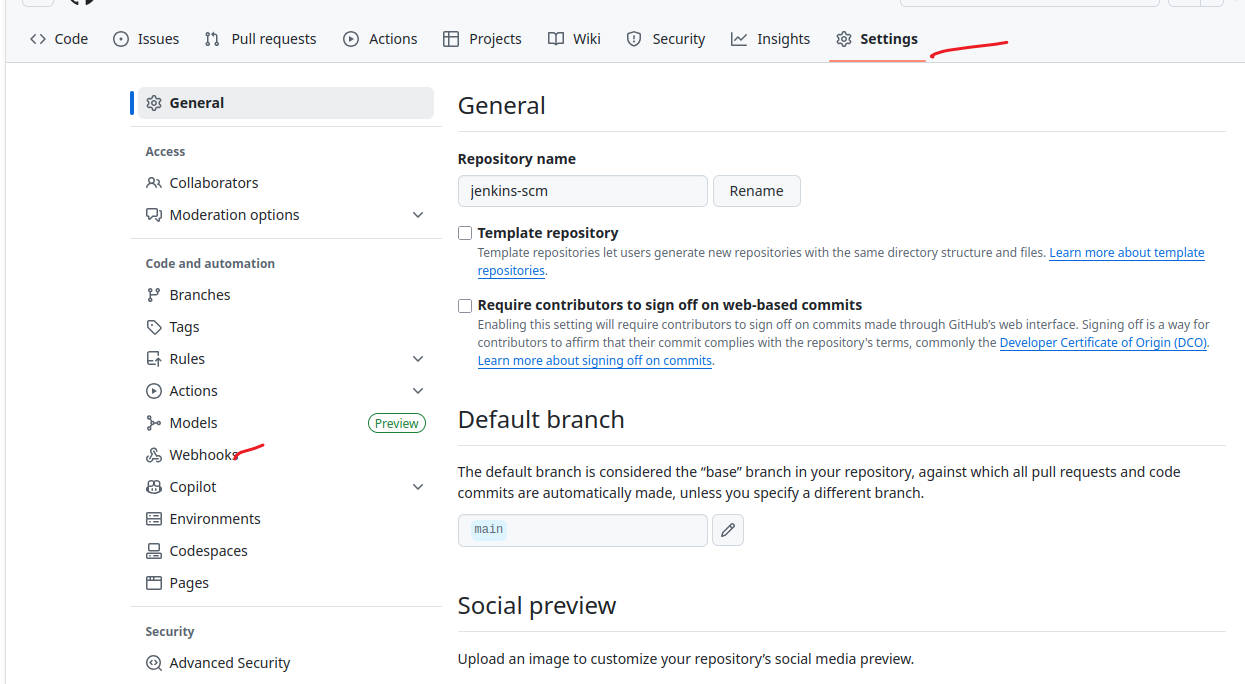 Code Issues Pull requests Actions Projects Wiki Security Insights Settings
General
Access
Collaborators
Moderation options
Code and automation
Branches
Tags
Rules
Actions
Models Preview
Webhooks
Copilot
Environments
Codespaces
Pages
Security
Advanced Security
General
Repository name
jenkins-scm Rename
Template repository
Template repositories let users generate new repositories with the same directory structure and files. Learn more about template
repositories.
Require contributors to sign off on web-based commits
Enabling this setting will require contributors to sign off on commits made through GitHub’s web interface. Signing off is a way for
contributors to affirm that their commit complies with the repository's terms, commonly the Developer Certificate of Origin (DCO).
Learn more about signing off on commits.
Default branch
The default branch is considered the “base” branch in your repository, against which all pull requests and code
commits are automatically made, unless you specify a different branch.
main
Social preview
Upload an image to customize your repository’s social media preview.